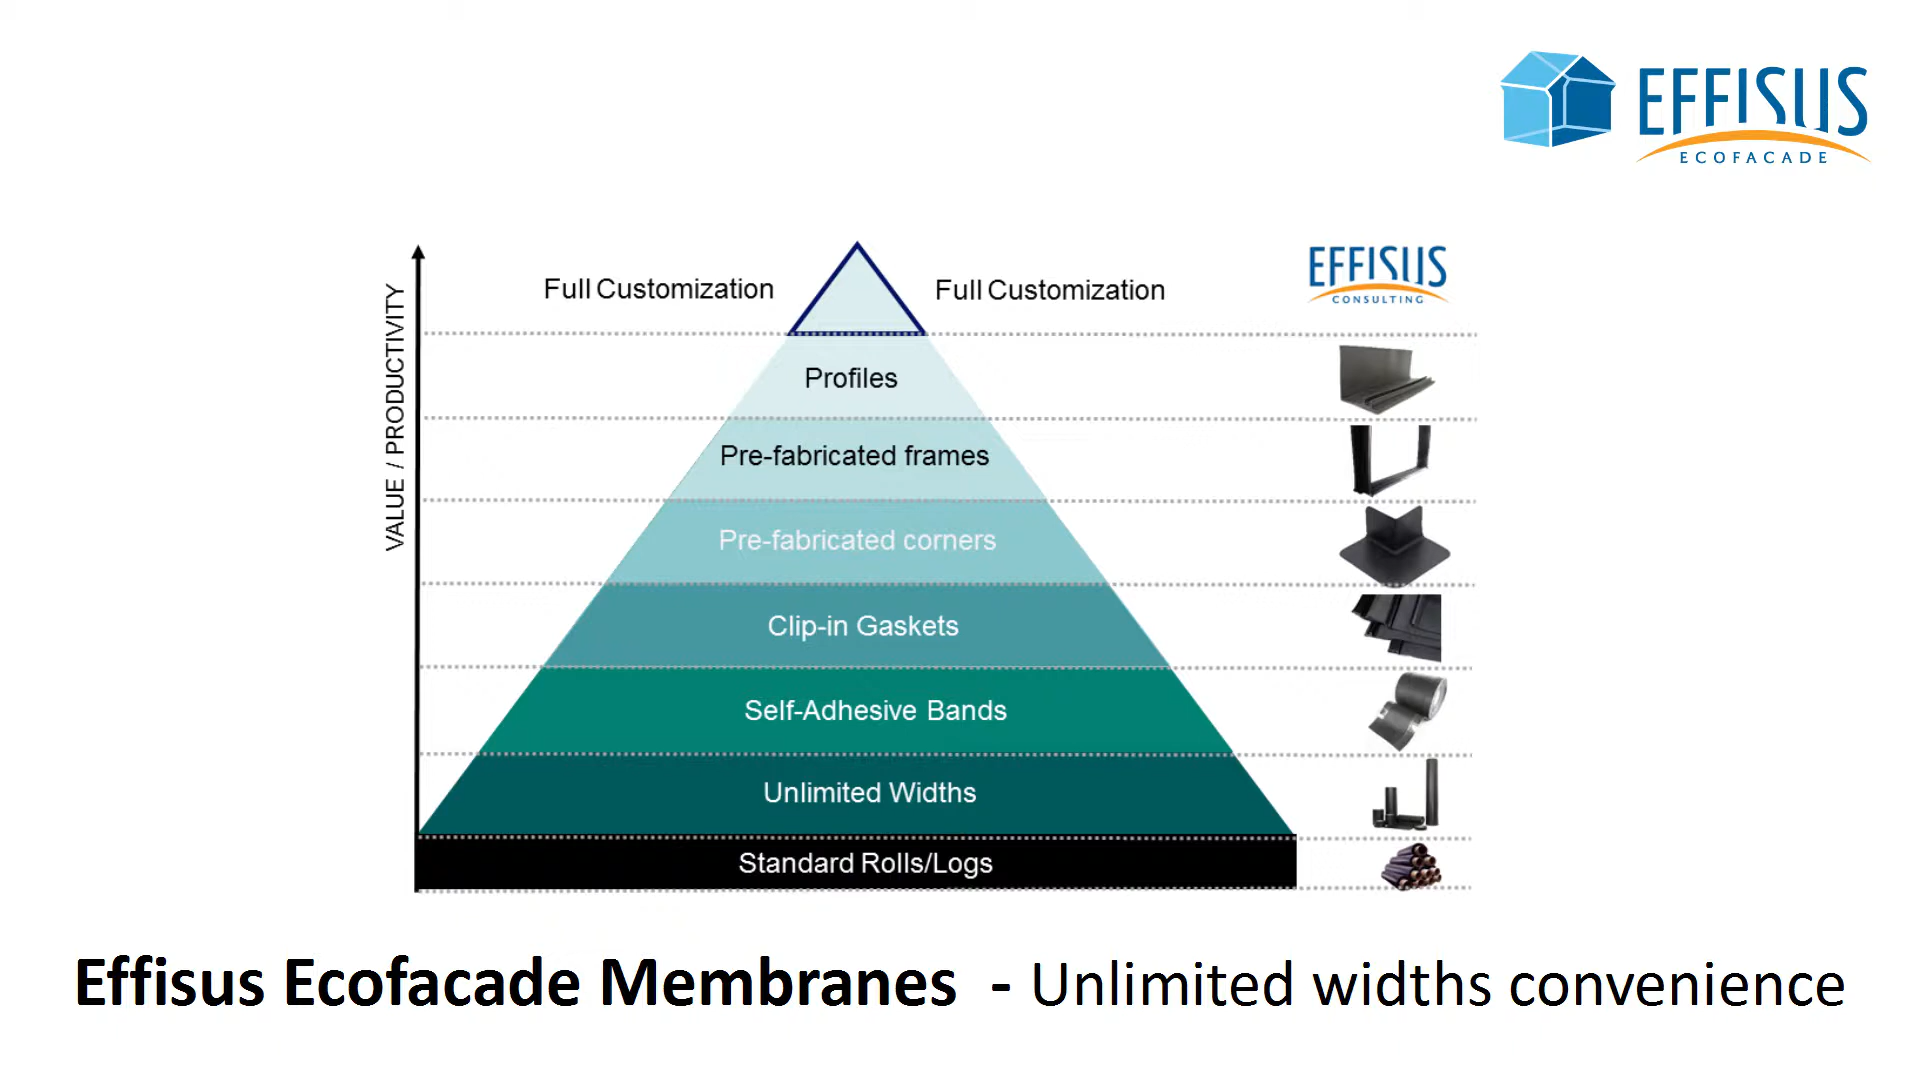 EFFISUS
ECOFACADE
VALUE / PRODUCTIVITY
Full Customization
Full Customization
EFFISUS
CONSULTING
Profiles
Pre-fabricated frames
Pre-fabricated corners
Clip-in Gaskets
Self-Adhesive Bands
Unlimited Widths
Standard Rolls/Logs
Effisus Ecofacade Membranes - Unlimited widths convenience